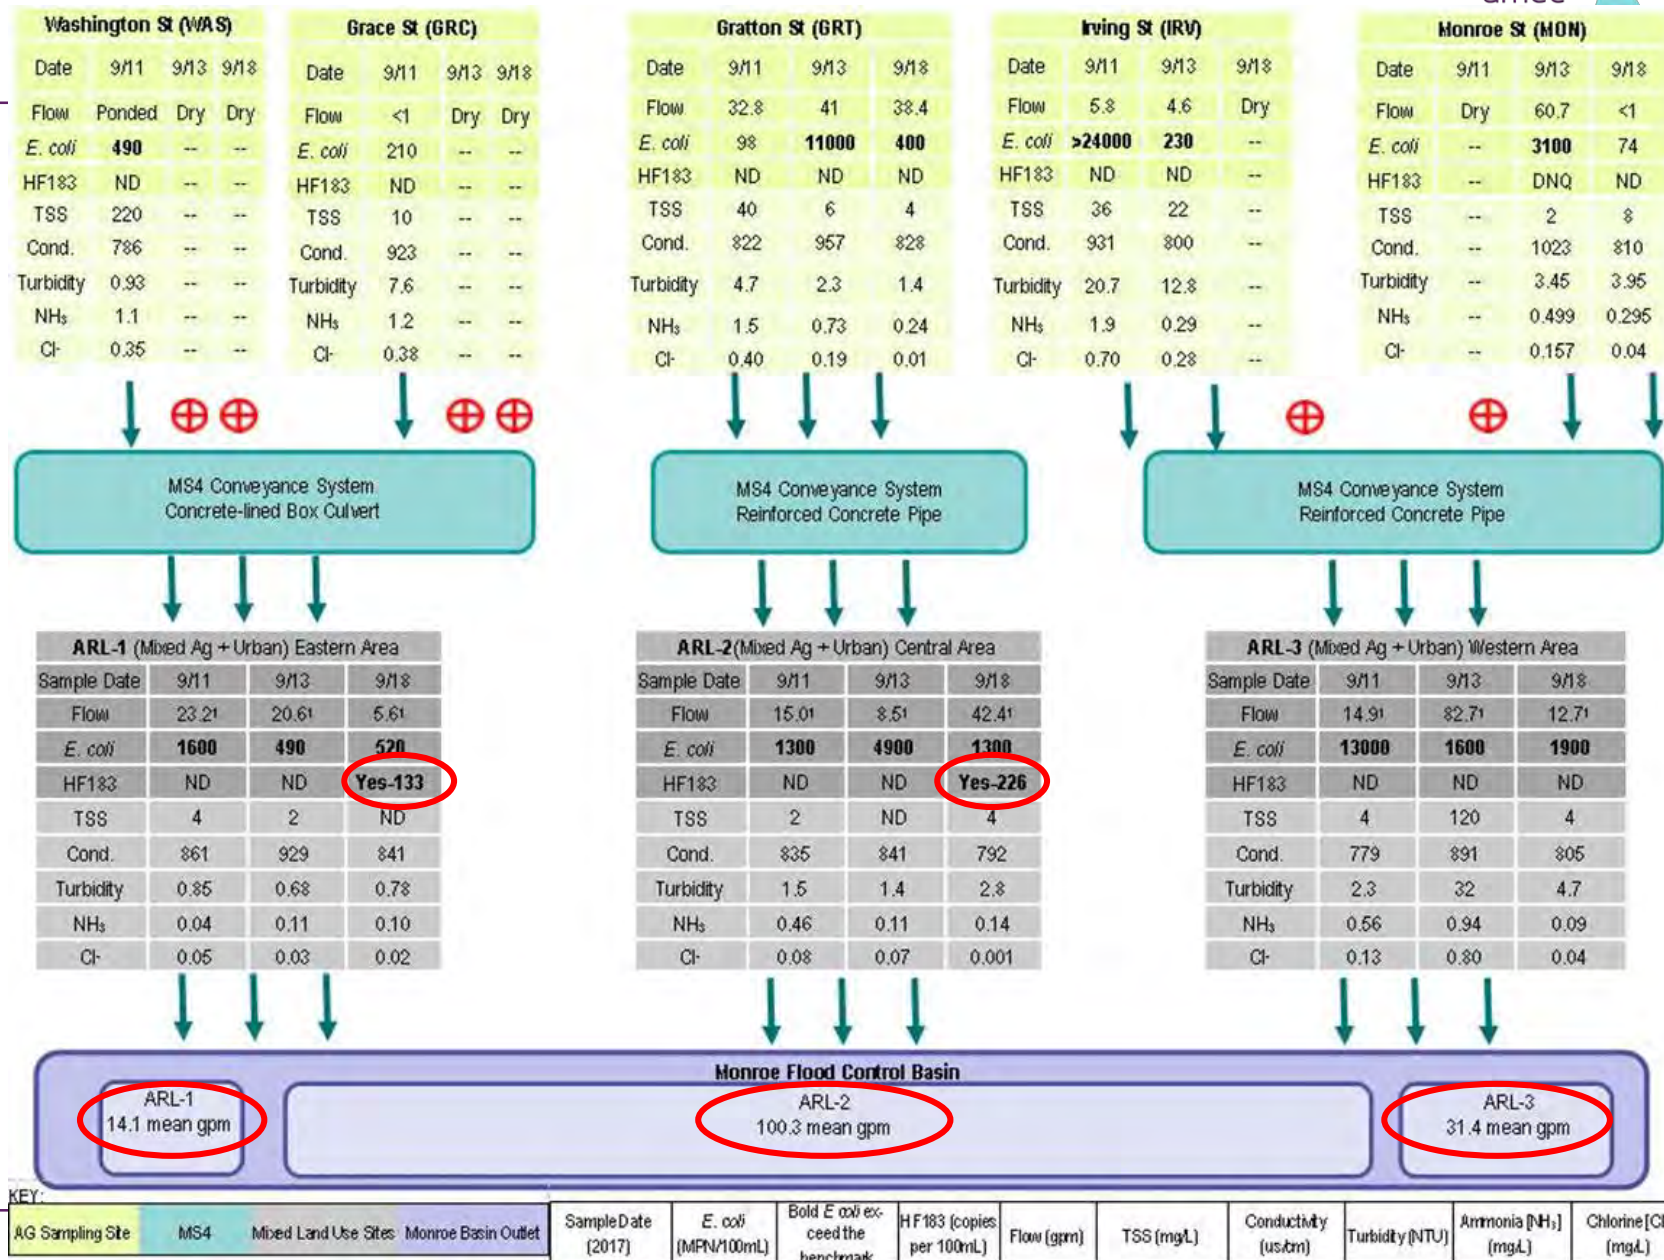 Washington St (WAS)
Date 9/11 9/13 9/18
Flow Ponded Dry Dry
E. coli 490 -- --
HF183 ND -- --
TSS 220 -- --
Cond. 786 -- --
Turbidity 0.93 -- --
NH₃ 1.1 -- --
Cl- 0.35 -- --
Grace St (GRC)
Date 9/11 9/13 9/18
Flow <1 Dry Dry
E. coli 210 -- --
HF183 ND -- --
TSS 10 -- --
Cond. 923 -- --
Turbidity 7.6 -- --
NH₃ 1.2 -- --
Cl- 0.38 -- --
Gratton St (GRT)
Date 9/11 9/13 9/18
Flow 32.8 41 38.4
E. coli 98 11000 400
HF183 ND ND ND
TSS 40 6 4
Cond. 822 957 828
Turbidity 4.7 2.3 1.4
NH₃ 1.5 0.73 0.24
Cl- 0.40 0.19 0.01
Irving St (IRV)
Date 9/11 9/13 9/18
Flow 5.8 4.6 Dry
E. coli >24000 230 --
HF183 ND ND --
TSS 36 22 --
Cond. 931 800 --
Turbidity 20.7 12.8 --
NH₃ 1.9 0.29 --
Cl- 0.70 0.28 --
Monroe St (MON)
Date 9/11 9/13 9/18
Flow Dry 60.7 <1
E. coli -- 3100 74
HF183 -- DNQ ND
TSS -- 2 8
Cond. -- 1023 810
Turbidity -- 3.45 3.95
NH₃ -- 0.499 0.295
Cl- -- 0.157 0.04
MS4 Conveyance System
Concrete-lined Box Culvert
MS4 Conveyance System
Reinforced Concrete Pipe
MS4 Conveyance System
Reinforced Concrete Pipe
ARL-1 (Mixed Ag + Urban) Eastern Area
Sample Date 9/11 9/13 9/18
Flow 23.2¹ 20.6¹ 5.6¹
E. coli 1600 490 520
HF183 ND ND Yes-133
TSS 4 2 ND
Cond. 861 929 841
Turbidity 0.85 0.68 0.78
NH₃ 0.04 0.11 0.10
Cl- 0.05 0.03 0.02
ARL-2(Mixed Ag + Urban) Central Area
Sample Date 9/11 9/13 9/18
Flow 15.0¹ 8.5¹ 42.4¹
E. coli 1300 4900 1300
HF183 ND ND Yes-226
TSS 2 ND 4
Cond. 835 841 792
Turbidity 1.5 1.4 2.8
NH₃ 0.46 0.11 0.14
Cl- 0.08 0.07 0.001
ARL-3 (Mixed Ag + Urban) Western Area
Sample Date 9/11 9/13 9/18
Flow 14.9¹ 82.7¹ 12.7¹
E. coli 13000 1600 1900
HF183 ND ND ND
TSS 4 120 4
Cond. 779 891 805
Turbidity 2.3 32 4.7
NH₃ 0.56 0.94 0.09
Cl- 0.13 0.80 0.04
Monroe Flood Control Basin
ARL-1
14.1 mean gpm
ARL-2
100.3 mean gpm
ARL-3
31.4 mean gpm
KEY:
AG Sampling Site
MS4
Mixed Land Use Sites
Monroe Basin Outlet
Sample Date
(2017)
E. coli
(MPN/100mL)
Bold E coli ex-
ceed the
benchmark
HF183 (copies
per 100mL)
Flow (gpm)
TSS (mg/L)
Conductivity
(us/cm)
Turbidity (NTU)
Ammonia [NH₃]
(mg/L)
Chlorine [Cl
(mg/L)